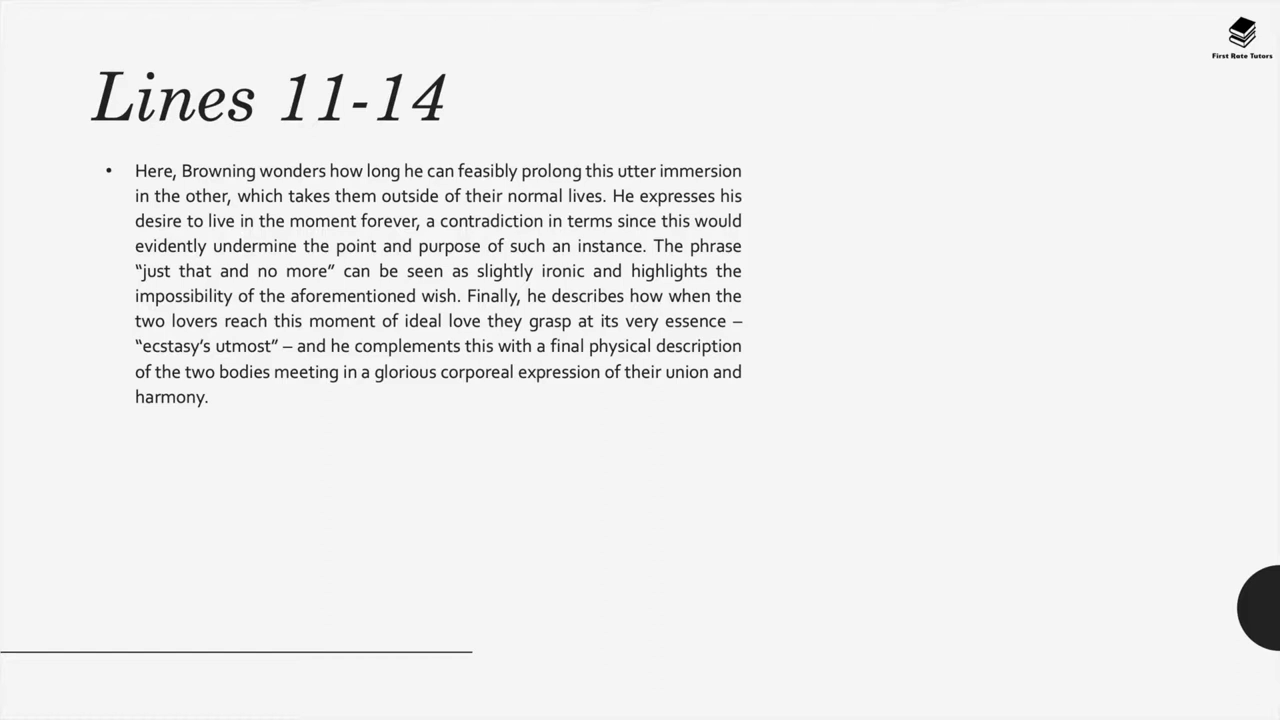 First Rate Tutors
Lines 11-14
• Here, Browning wonders how long he can feasibly prolong this utter immersion
in the other, which takes them outside of their normal lives. He expresses his
desire to live in the moment forever, a contradiction in terms since this would
evidently undermine the point and purpose of such an instance. The phrase
“just that and no more” can be seen as slightly ironic and highlights the
impossibility of the aforementioned wish. Finally, he describes how when the
two lovers reach this moment of ideal love they grasp at its very essence –
“ecstasy’s utmost” – and he complements this with a final physical description
of the two bodies meeting in a glorious corporeal expression of their union and
harmony.